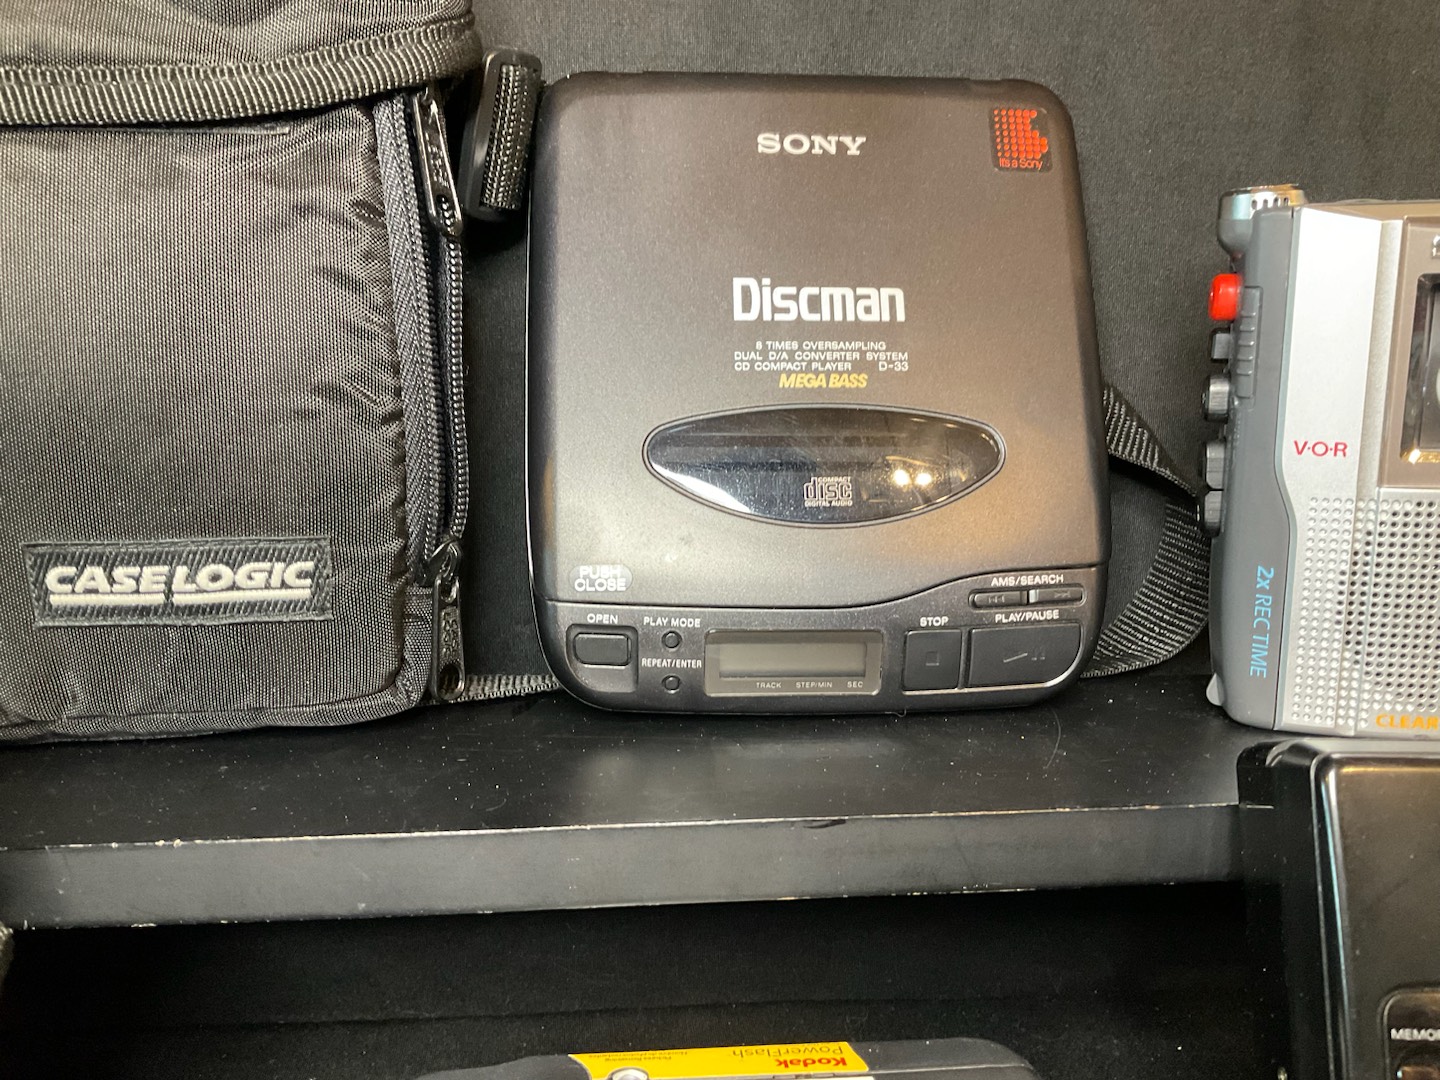 SONY
It's a Sony
Discman
8 TIMES OVERSAMPLING
DUAL D/A CONVERTER SYSTEM
CD COMPACT PLAYER D-33
MEGA BASS
COMPACT
disc
DIGITAL AUDIO
PUSH
CLOSE
OPEN
PLAY MODE
REPEAT/ENTER
TRACK STEP/MIN SEC
STOP
AMS/SEARCH
PLAY/PAUSE
CASE LOGIC
V·O·R
2x REC TIME
CLEAR
MEMO
Kodak
PowerFlash